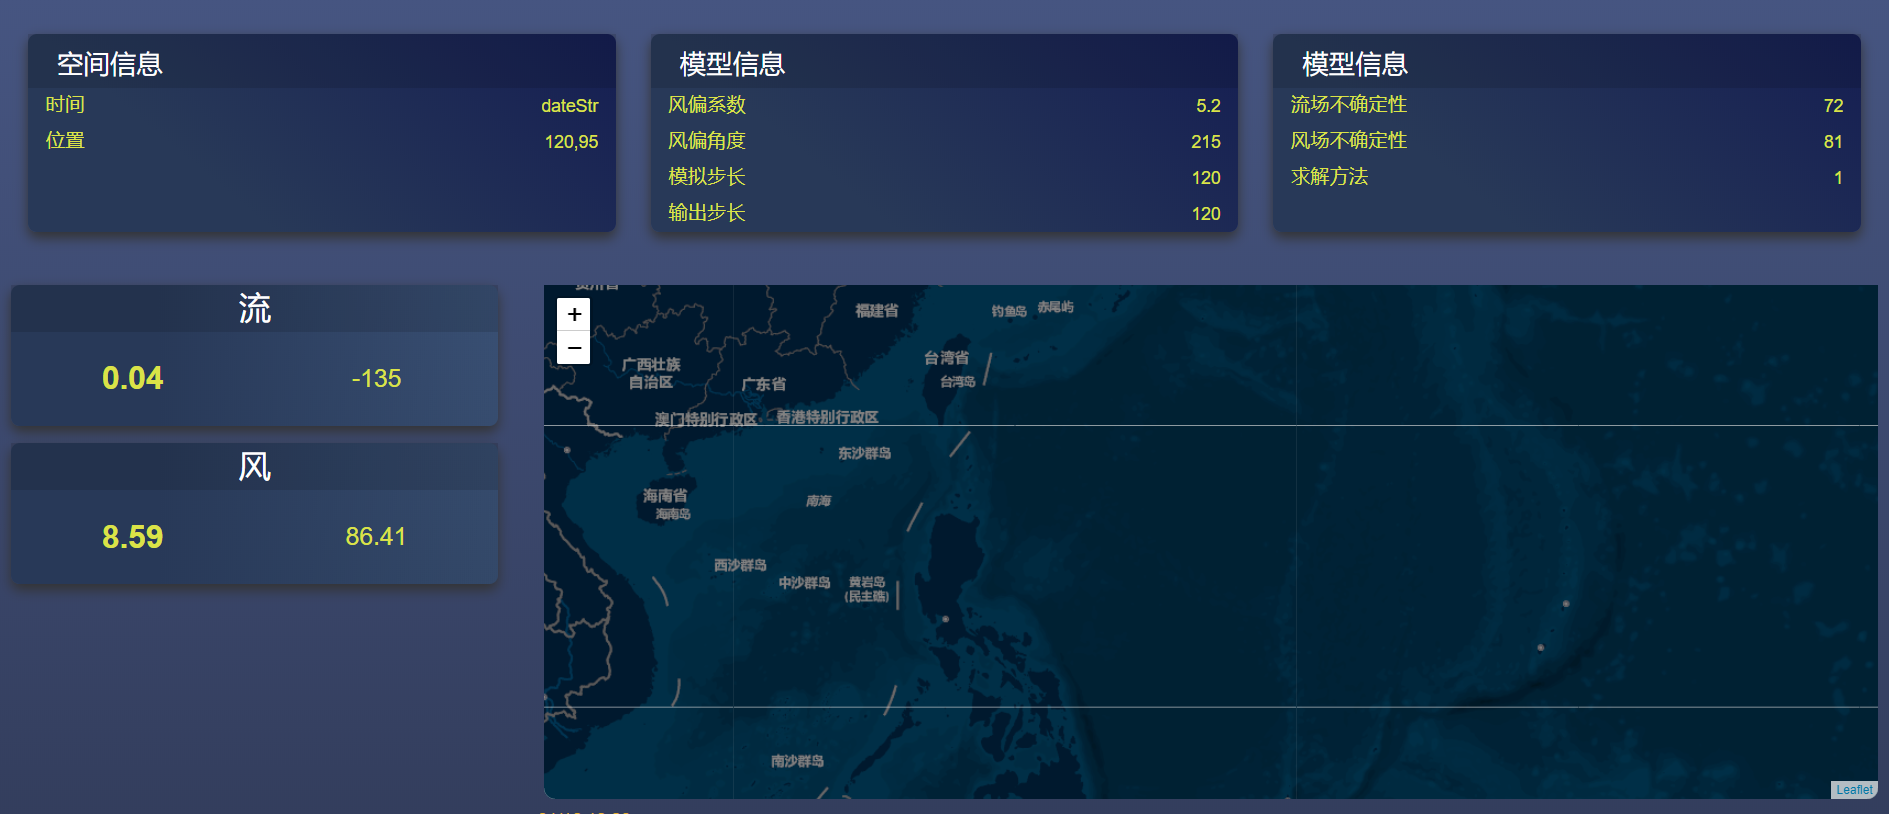 空间信息
时间 dateStr
位置 120,95
模型信息
风偏系数 5.2
风偏角度 215
模拟步长 120
输出步长 120
模型信息
流场不确定性 72
风场不确定性 81
求解方法 1
流
0.04 -135
风
8.59 86.41
+
−
福建省
钓鱼岛
赤尾屿
台湾省
台湾岛
广西壮族
自治区
广东省
澳门特别行政区
香港特别行政区
东沙群岛
海南省
海南岛
南海
西沙群岛
中沙群岛
黄岩岛
(民主礁)
南沙群岛
Leaflet